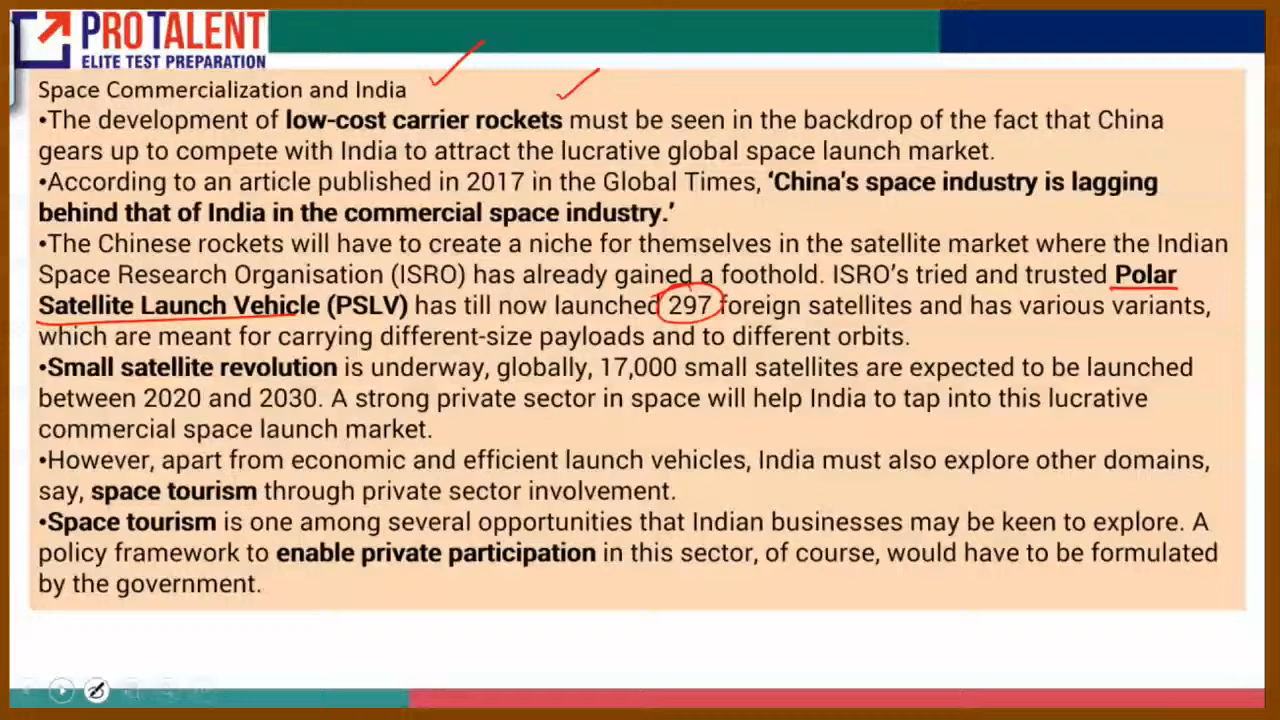 PROTALENT
ELITE TEST PREPARATION
Space Commercialization and India
•The development of low-cost carrier rockets must be seen in the backdrop of the fact that China
gears up to compete with India to attract the lucrative global space launch market.
•According to an article published in 2017 in the Global Times, ‘China's space industry is lagging
behind that of India in the commercial space industry.’
•The Chinese rockets will have to create a niche for themselves in the satellite market where the Indian
Space Research Organisation (ISRO) has already gained a foothold. ISRO's tried and trusted Polar
Satellite Launch Vehicle (PSLV) has till now launched 297 foreign satellites and has various variants,
which are meant for carrying different-size payloads and to different orbits.
•Small satellite revolution is underway, globally, 17,000 small satellites are expected to be launched
between 2020 and 2030. A strong private sector in space will help India to tap into this lucrative
commercial space launch market.
•However, apart from economic and efficient launch vehicles, India must also explore other domains,
say, space tourism through private sector involvement.
•Space tourism is one among several opportunities that Indian businesses may be keen to explore. A
policy framework to enable private participation in this sector, of course, would have to be formulated
by the government.